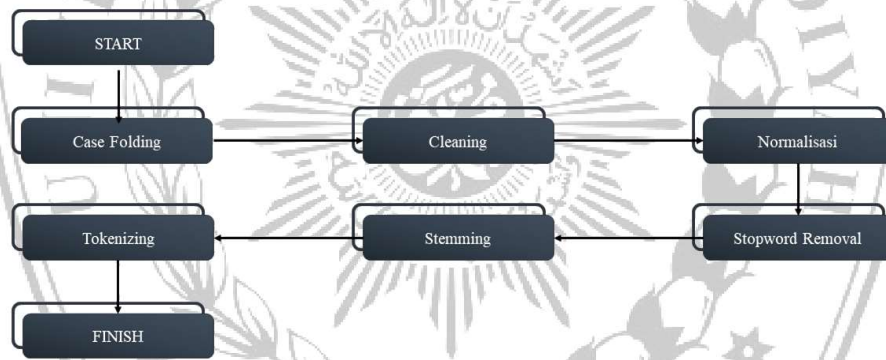 START
Case Folding
Cleaning
Normalisasi
Stopword Removal
Stemming
Tokenizing
FINISH